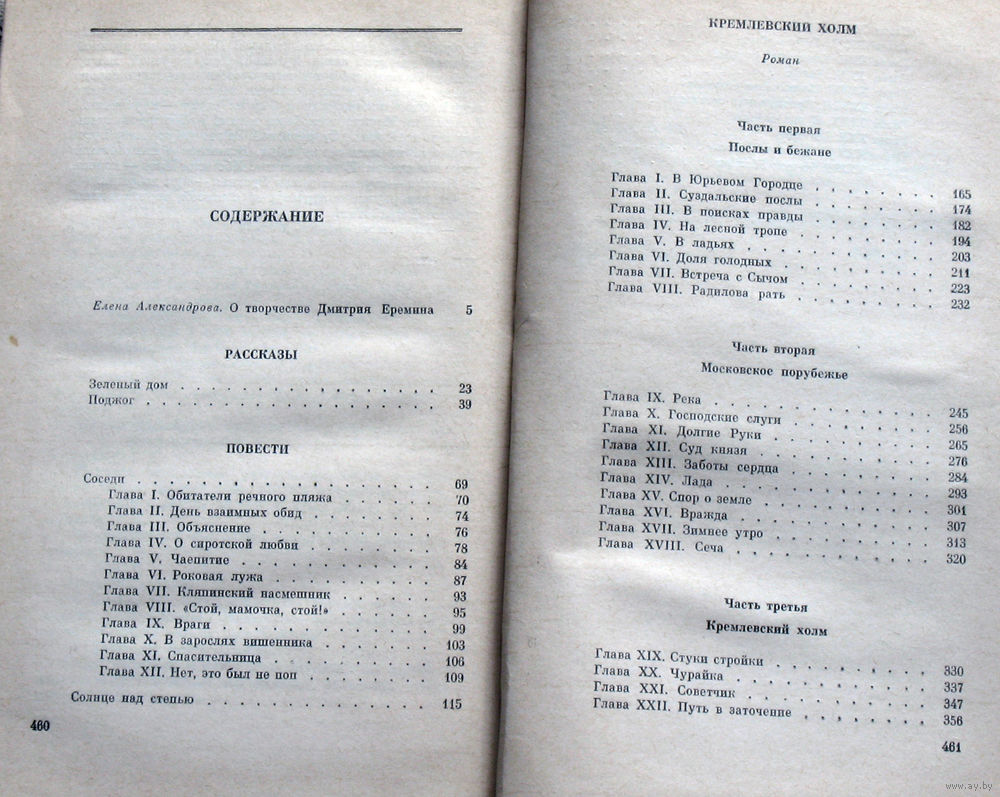 СОДЕРЖАНИЕ
Елена Александрова. О творчестве Дмитрия Еремина 5
РАССКАЗЫ
Зеленый дом . . . . . . . . . . . . . . . . 23
Поджог . . . . . . . . . . . . . . . . . . 39
ПОВЕСТИ
Соседи . . . . . . . . . . . . . . . . . . 69
Глава I. Обитатели речного пляжа . . . . . . . 70
Глава II. День взаимных обид . . . . . . . . . 74
Глава III. Объяснение . . . . . . . . . . . . 76
Глава IV. О сиротской любви . . . . . . . . . 78
Глава V. Чаепитие . . . . . . . . . . . . . 84
Глава VI. Роковая лужа . . . . . . . . . . . 87
Глава VII. Кляпинский насмешник . . . . . . . 93
Глава VIII. «Стой, мамочка, стой!» . . . . . . . 95
Глава IX. Враги . . . . . . . . . . . . . . 99
Глава X. В зарослях вишенника . . . . . . . . 103
Глава XI. Спасительница . . . . . . . . . . . 106
Глава XII. Нет, это был не поп . . . . . . . . 109
Солнце над степью . . . . . . . . . . . . . . 115
460
КРЕМЛЕВСКИЙ ХОЛМ
Роман
Часть первая
Послы и бежане
Глава I. В Юрьевом Городце . . . . . . . . 165
Глава II. Суздальские послы . . . . . . . . 174
Глава III. В поисках правды . . . . . . . . 182
Глава IV. На лесной тропе . . . . . . . . . 194
Глава V. В ладьях . . . . . . . . . . . . 203
Глава VI. Доля голодных . . . . . . . . . . 211
Глава VII. Встреча с Сычом . . . . . . . . . 223
Глава VIII. Радилова рать . . . . . . . . . 232
Часть вторая
Московское порубежье
Глава IX. Река . . . . . . . . . . . . . 245
Глава X. Господские слуги . . . . . . . . . 256
Глава XI. Долгие Руки . . . . . . . . . . 265
Глава XII. Суд князя . . . . . . . . . . . 276
Глава XIII. Заботы сердца . . . . . . . . . 284
Глава XIV. Лада . . . . . . . . . . . . . 293
Глава XV. Спор о земле . . . . . . . . . . 301
Глава XVI. Вражда . . . . . . . . . . . . 307
Глава XVII. Зимнее утро . . . . . . . . . . 313
Глава XVIII. Сеча . . . . . . . . . . . . 320
Часть третья
Кремлевский холм
Глава XIX. Стуки стройки . . . . . . . . . . 330
Глава XX. Чурайка . . . . . . . . . . . . 337
Глава XXI. Советчик . . . . . . . . . . . 347
Глава XXII. Путь в заточение . . . . . . . . 356
461
www.ay.by